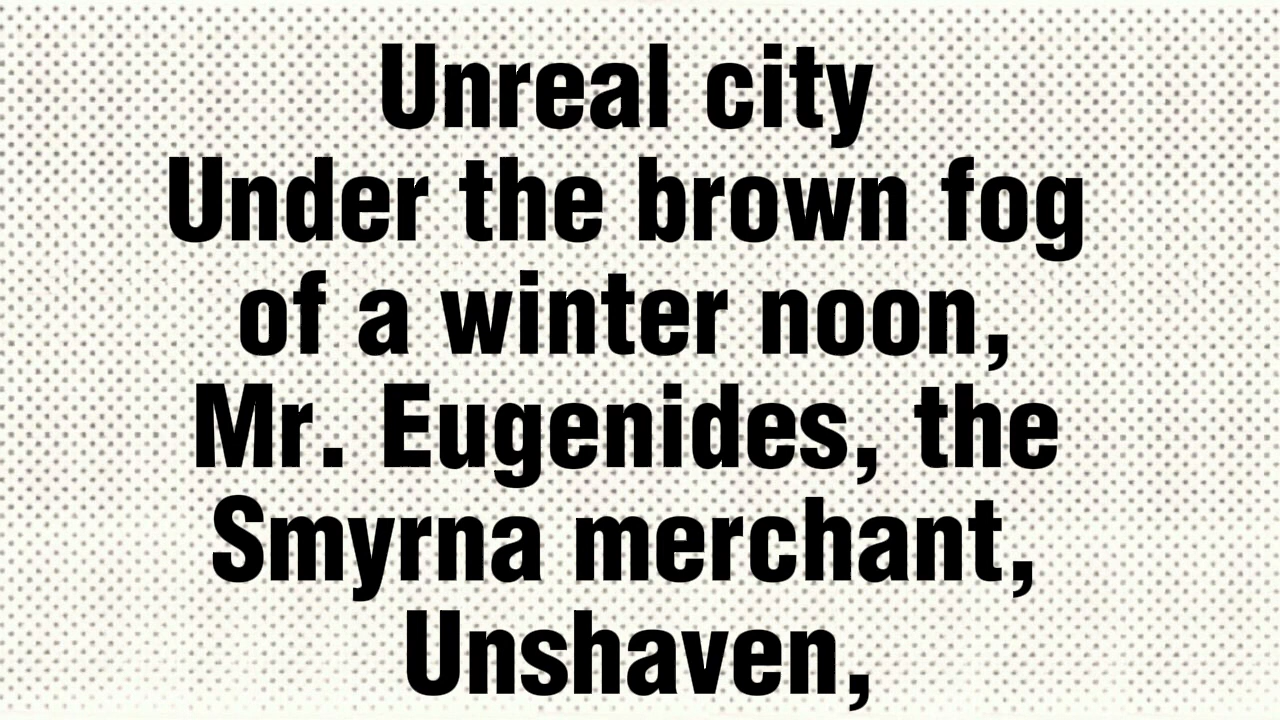 Unreal city
Under the brown fog
of a winter noon,
Mr. Eugenides, the
Smyrna merchant,
Unshaven,